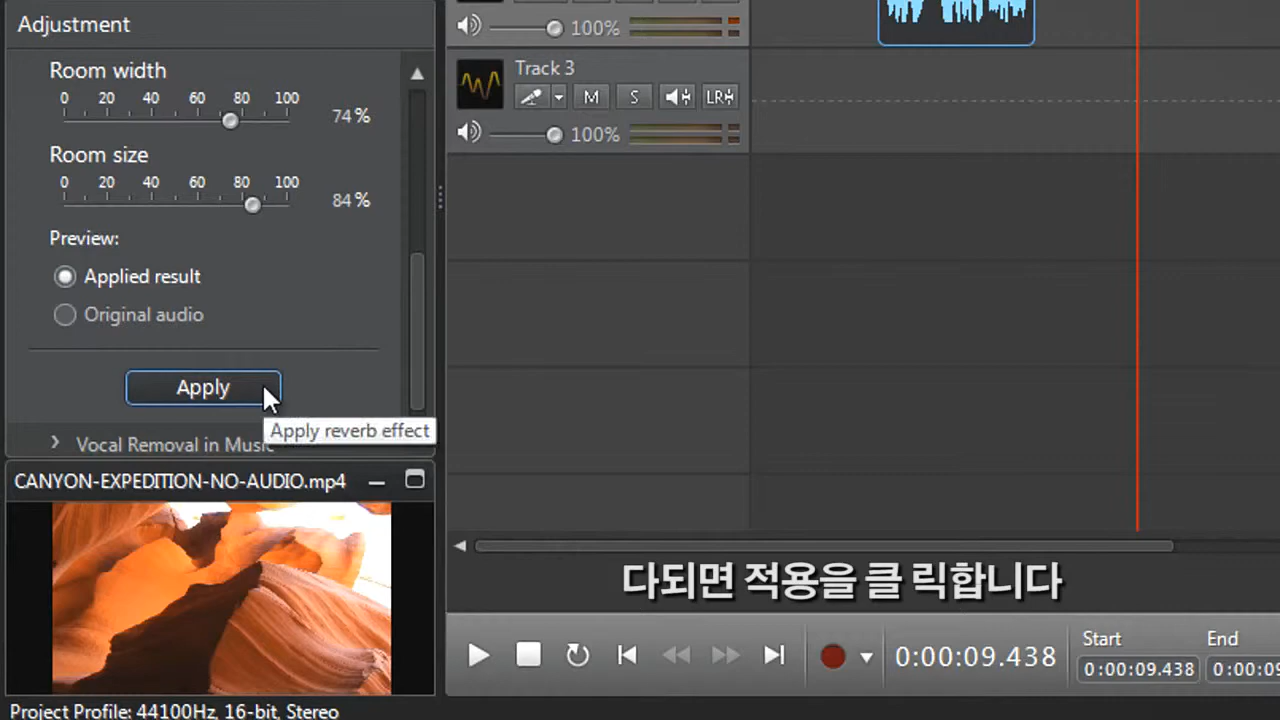 Adjustment
Room width
0 20 40 60 80 100
74 %
Room size
0 20 40 60 80 100
84 %
Preview:
Applied result
Original audio
Apply
Apply reverb effect
Vocal Removal in Music
CANYON-EXPEDITION-NO-AUDIO.mp4
Project Profile: 44100Hz, 16-bit, Stereo
100%
Track 3
M S LR
100%
다되면 적용을 클 릭합니다
0:00:09.438
Start End
0:00:09.438 0:00:09